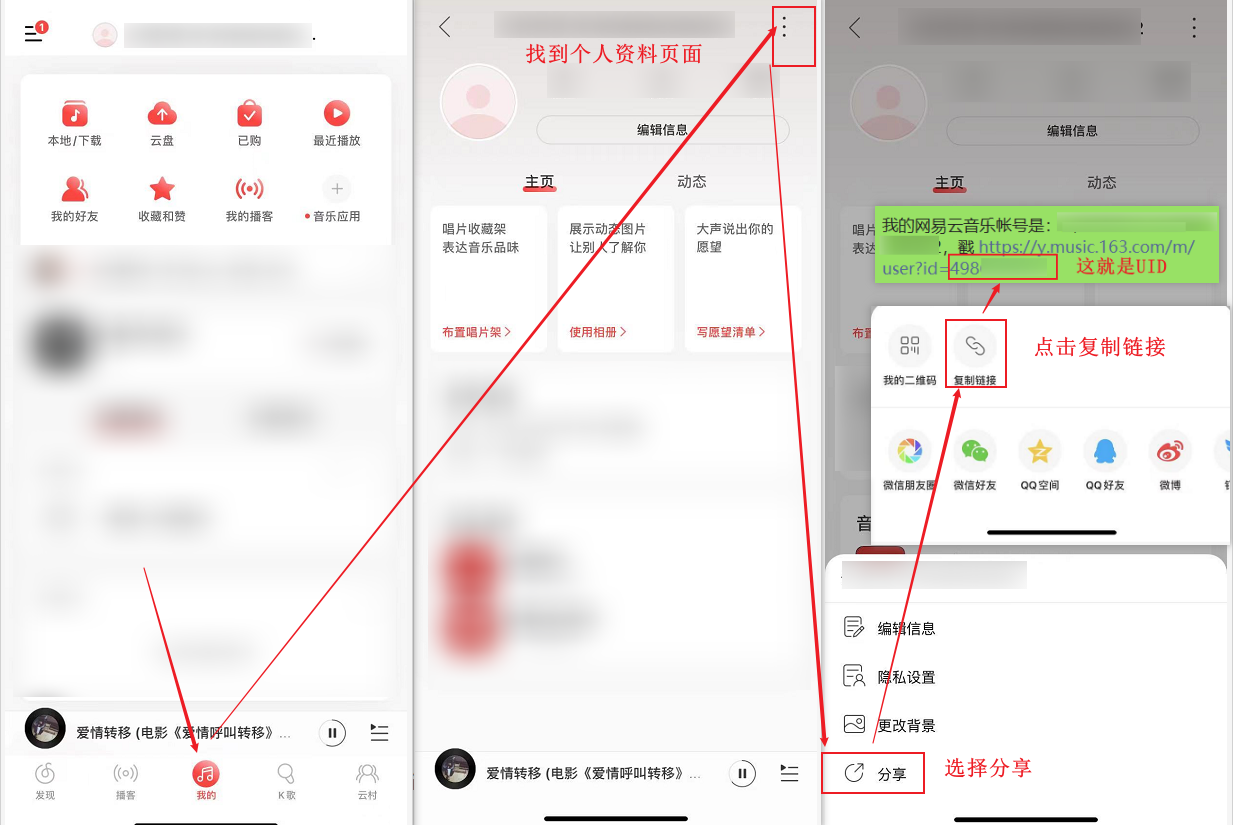 1
本地/下载
云盘
已购
最近播放
我的好友
收藏和赞
我的播客
音乐应用
爱情转移 (电影《爱情呼叫转移》...
发现
播客
我的
K歌
云村
找到个人资料页面
编辑信息
主页
动态
唱片收藏架
表达音乐品味
布置唱片架
展示动态图片
让别人了解你
使用相册
大声说出你的
愿望
写愿望清单
爱情转移 (电影《爱情呼叫转移》...
编辑信息
主页
动态
唱片
表达
布置
我的网易云音乐帐号是:
, 戳 https://y.music.163.com/m/
user?id=498
这就是UID
我的二维码
复制链接
点击复制链接
微信朋友圈
微信好友
QQ空间
QQ好友
微博
音
编辑信息
隐私设置
更改背景
分享
选择分享